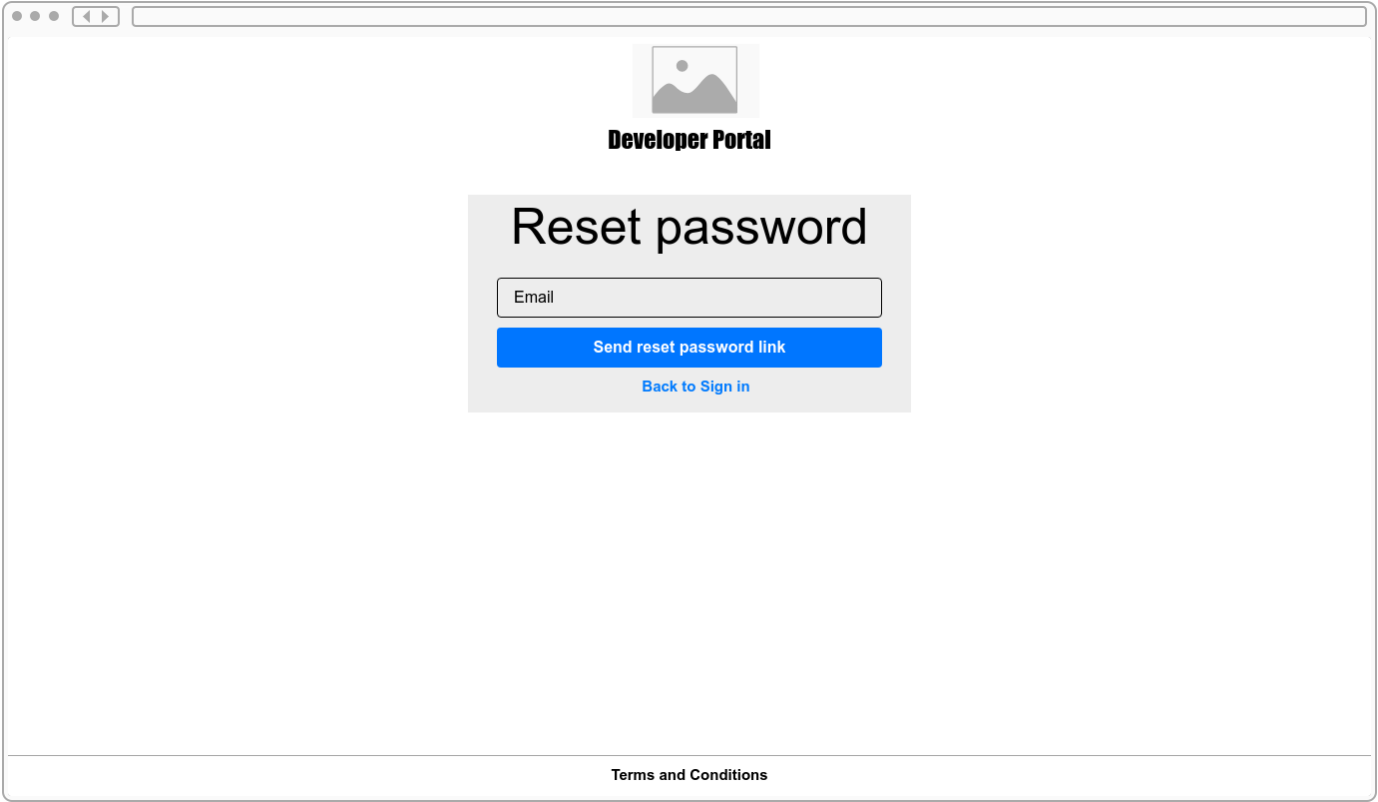 Developer Portal
Reset password
Email
Send reset password link
Back to Sign in
Terms and Conditions